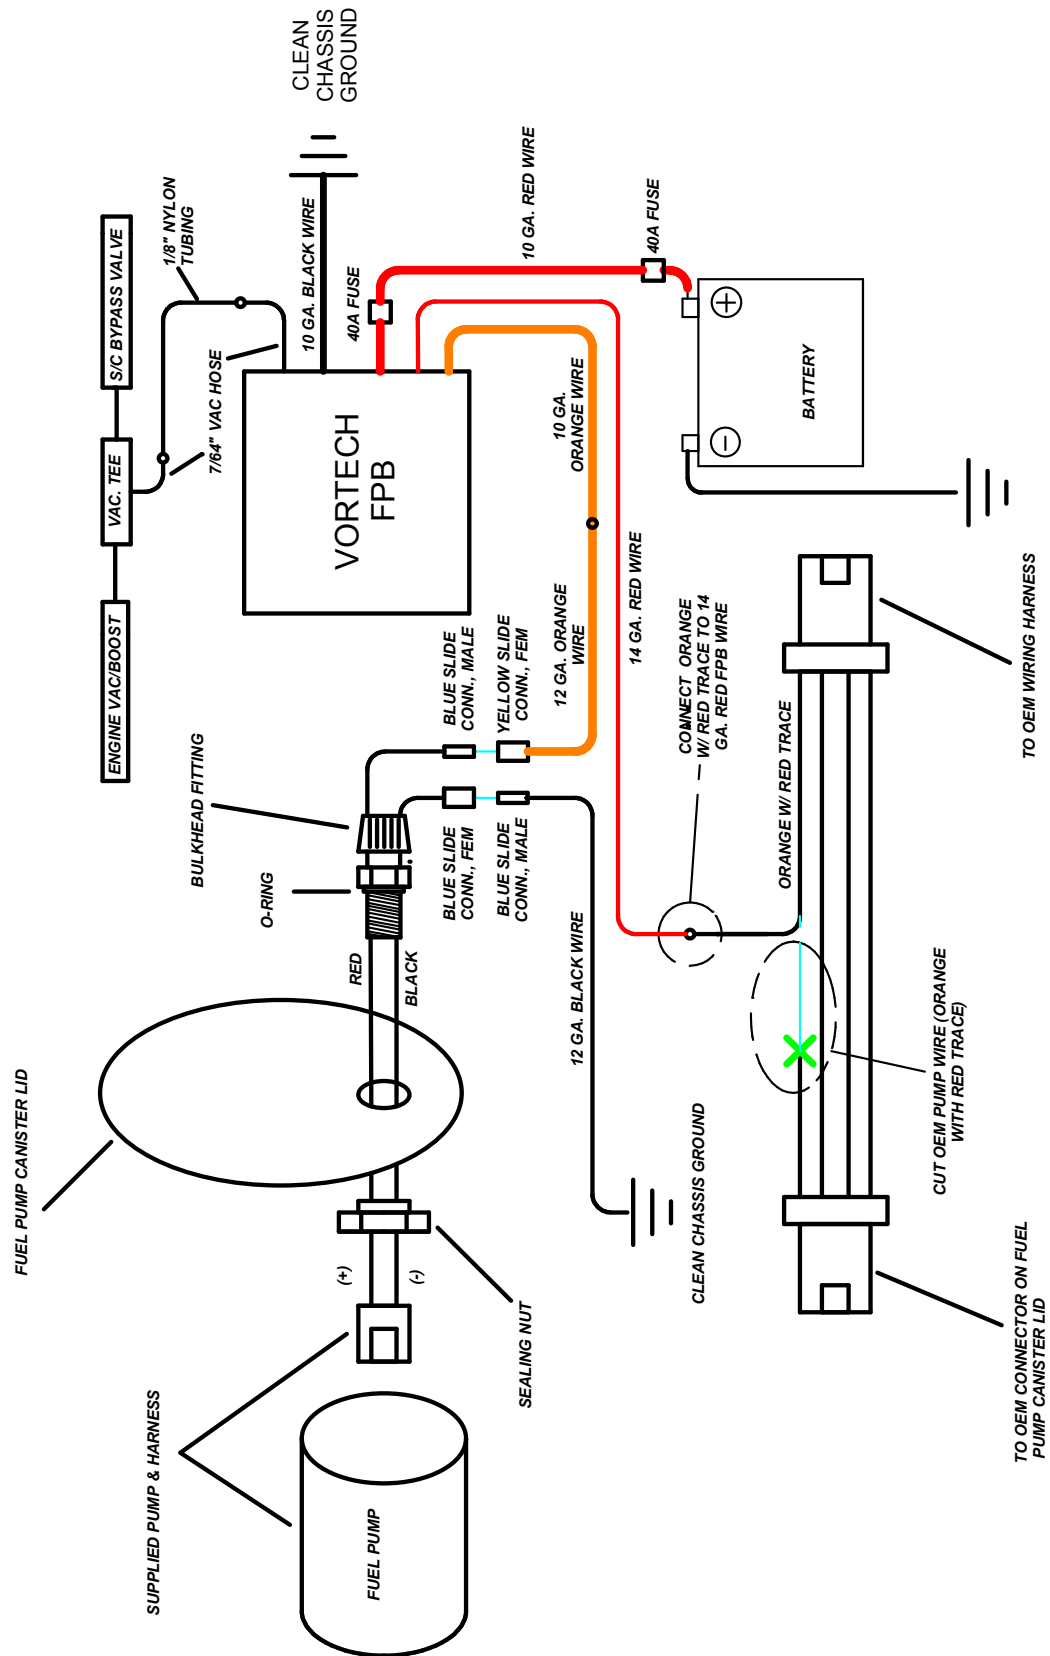 ENGINE VAC/BOOST
VAC. TEE
S/C BYPASS VALVE
1/8" NYLON
TUBING
7/64" VAC HOSE
CLEAN
CHASSIS
GROUND
10 GA. BLACK WIRE
40A FUSE
10 GA. RED WIRE
40A FUSE
VORTECH
FPB
10 GA.
ORANGE WIRE
BATTERY
+
-
14 GA. RED WIRE
12 GA. ORANGE
WIRE
BLUE SLIDE
CONN., MALE
YELLOW SLIDE
CONN., FEM
BULKHEAD FITTING
O-RING
BLUE SLIDE
CONN., FEM
BLUE SLIDE
CONN., MALE
RED
BLACK
12 GA. BLACK WIRE
CONNECT ORANGE
W/ RED TRACE TO 14
GA. RED FPB WIRE
ORANGE W/ RED TRACE
TO OEM WIRING HARNESS
FUEL PUMP CANISTER LID
(+)
(-)
SEALING NUT
CLEAN CHASSIS GROUND
CUT OEM PUMP WIRE (ORANGE
WITH RED TRACE)
SUPPLIED PUMP & HARNESS
FUEL PUMP
TO OEM CONNECTOR ON FUEL
PUMP CANISTER LID